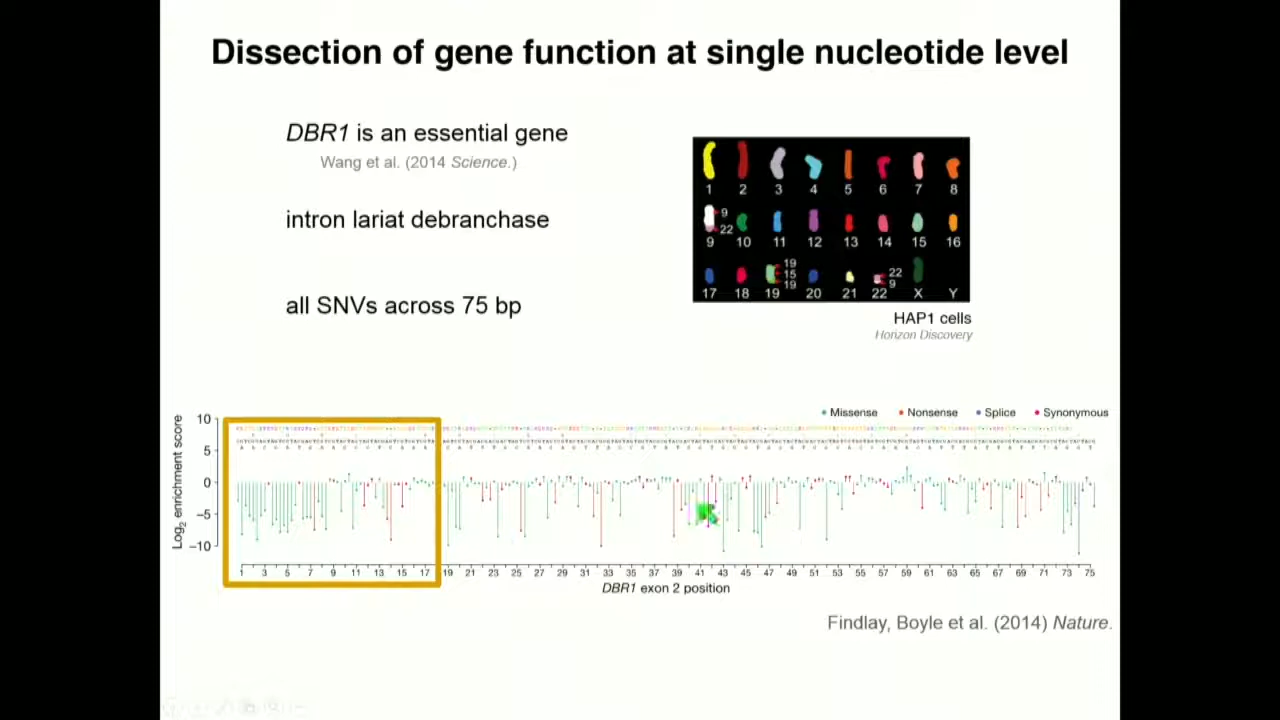 Dissection of gene function at single nucleotide level
DBR1 is an essential gene
Wang et al. (2014 Science.)
intron lariat debranchase
all SNVs across 75 bp
1 2 3 4 5 6 7 8
9
22
9 10 11 12 13 14 15 16
19
15
19
22
9
17 18 19 20 21 22 X Y
HAP1 cells
Horizon Discovery
Missense Nonsense Splice Synonymous
Log2 enrichment score
10
5
0
−5
−10
1 3 5 7 9 11 13 15 17 19 21 23 25 27 29 31 33 35 37 39 41 43 45 47 49 51 53 55 57 59 61 63 65 67 69 71 73 75
DBR1 exon 2 position
Findlay, Boyle et al. (2014) Nature.